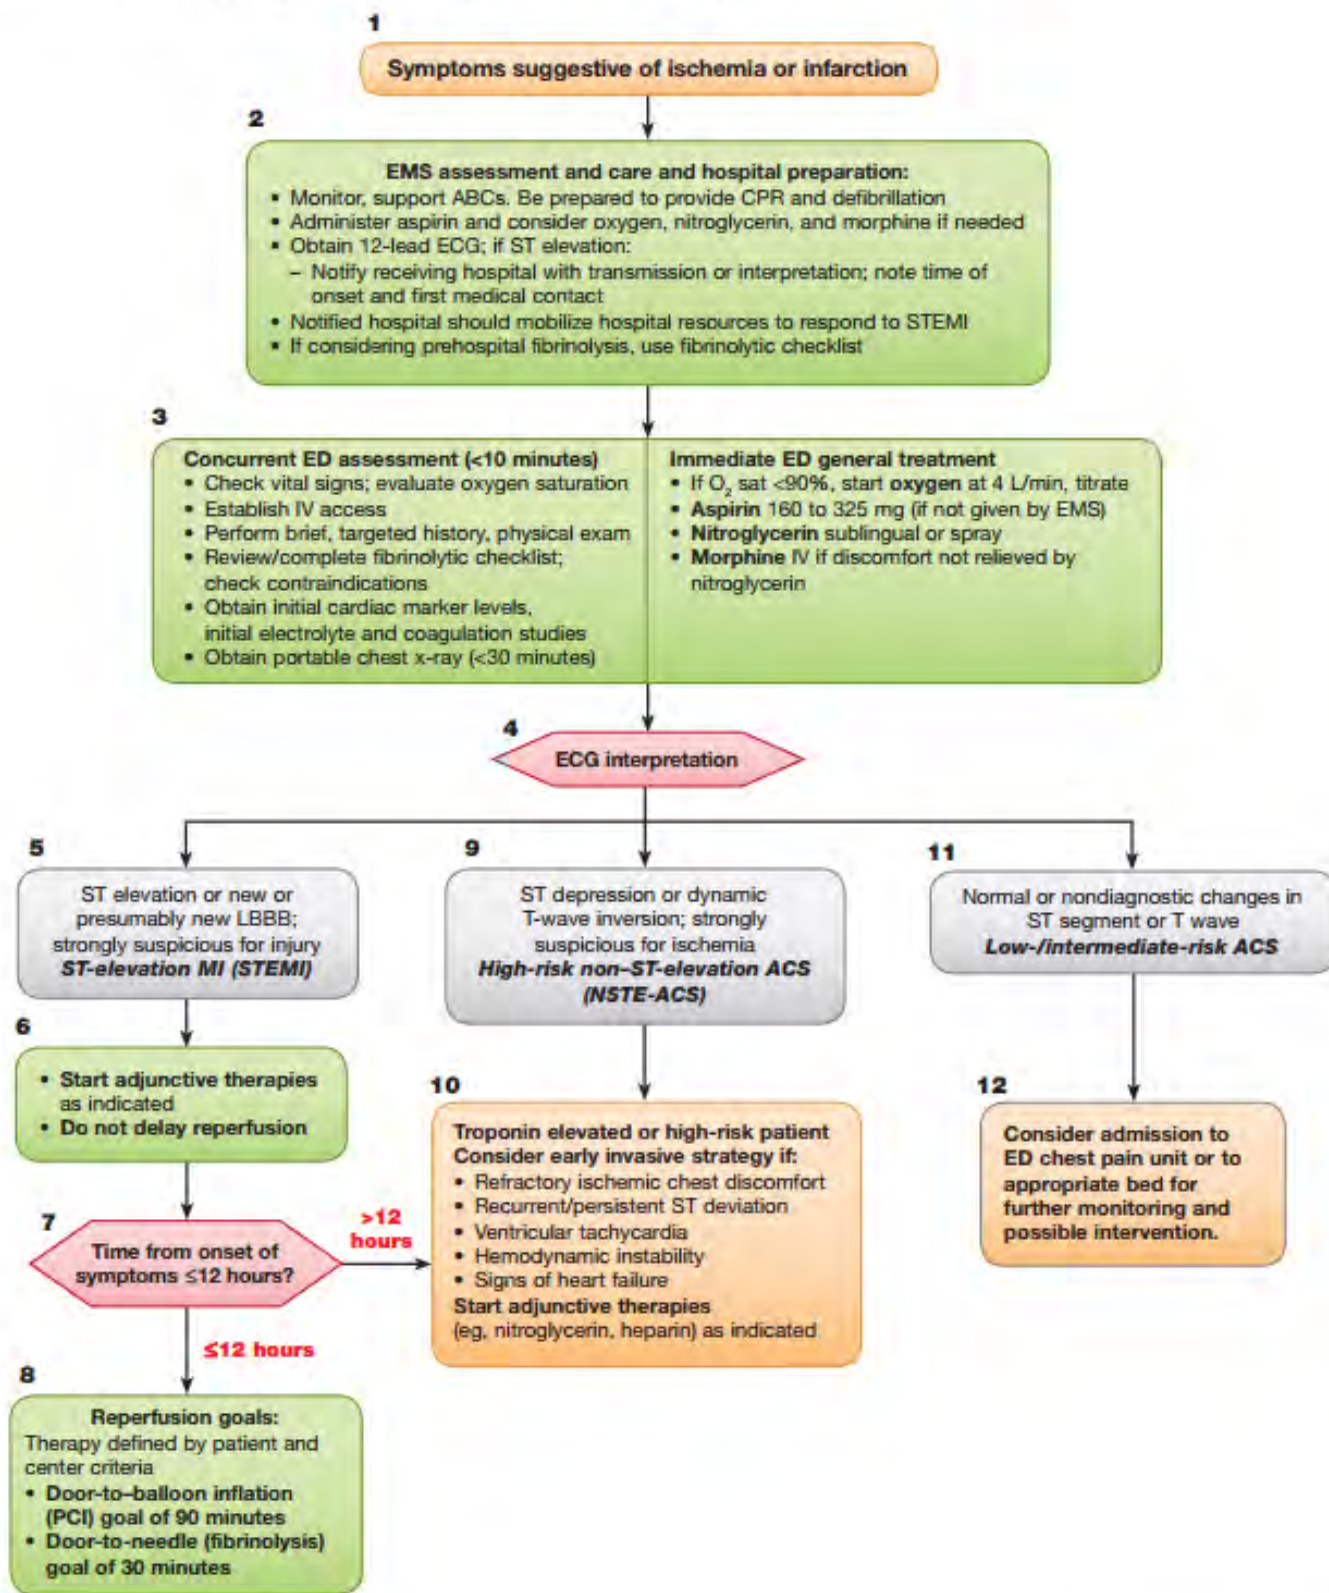 1
Symptoms suggestive of ischemia or infarction
2
EMS assessment and care and hospital preparation:
• Monitor, support ABCs. Be prepared to provide CPR and defibrillation
• Administer aspirin and consider oxygen, nitroglycerin, and morphine if needed
• Obtain 12-lead ECG; if ST elevation:
– Notify receiving hospital with transmission or interpretation; note time of
onset and first medical contact
• Notified hospital should mobilize hospital resources to respond to STEMI
• If considering prehospital fibrinolysis, use fibrinolytic checklist
3
Concurrent ED assessment (<10 minutes)
• Check vital signs; evaluate oxygen saturation
• Establish IV access
• Perform brief, targeted history, physical exam
• Review/complete fibrinolytic checklist;
check contraindications
• Obtain initial cardiac marker levels,
initial electrolyte and coagulation studies
• Obtain portable chest x-ray (<30 minutes)
Immediate ED general treatment
• If O₂ sat <90%, start oxygen at 4 L/min, titrate
• Aspirin 160 to 325 mg (if not given by EMS)
• Nitroglycerin sublingual or spray
• Morphine IV if discomfort not relieved by
nitroglycerin
4
ECG interpretation
5
ST elevation or new or
presumably new LBBB;
strongly suspicious for injury
ST-elevation MI (STEMI)
6
• Start adjunctive therapies
as indicated
• Do not delay reperfusion
7
Time from onset of
symptoms ≤12 hours?
>12
hours
≤12 hours
8
Reperfusion goals:
Therapy defined by patient and
center criteria
• Door-to–balloon inflation
(PCI) goal of 90 minutes
• Door-to-needle (fibrinolysis)
goal of 30 minutes
9
ST depression or dynamic
T-wave inversion; strongly
suspicious for ischemia
High-risk non–ST-elevation ACS
(NSTE-ACS)
10
Troponin elevated or high-risk patient
Consider early invasive strategy if:
• Refractory ischemic chest discomfort
• Recurrent/persistent ST deviation
• Ventricular tachycardia
• Hemodynamic instability
• Signs of heart failure
Start adjunctive therapies
(eg, nitroglycerin, heparin) as indicated
11
Normal or nondiagnostic changes in
ST segment or T wave
Low-/intermediate-risk ACS
12
Consider admission to
ED chest pain unit or to
appropriate bed for
further monitoring and
possible intervention.